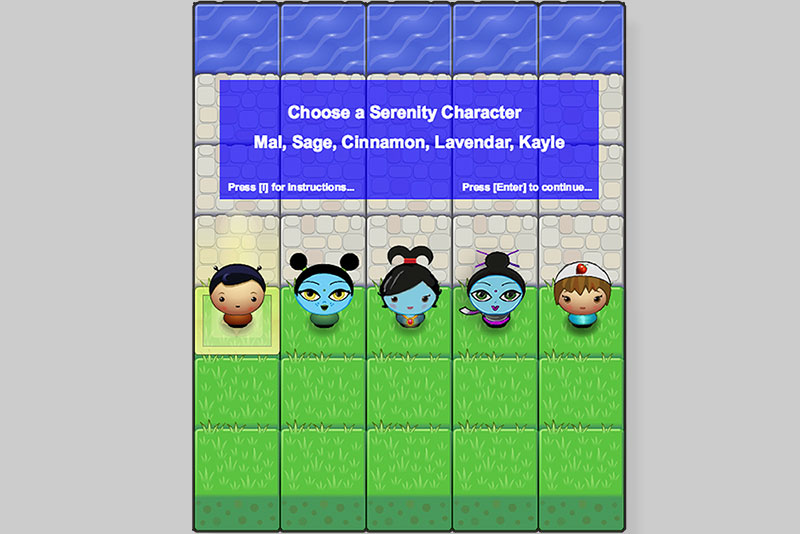 Choose a Serenity Character
Mal, Sage, Cinnamon, Lavendar, Kayle
Press [I] for Instructions... Press [Enter] to continue...